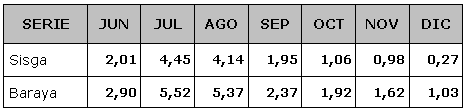 SERIE JUN JUL AGO SEP OCT NOV DIC
Sisga 2,01 4,45 4,14 1,95 1,06 0,98 0,27
Baraya 2,90 5,52 5,37 2,37 1,92 1,62 1,03